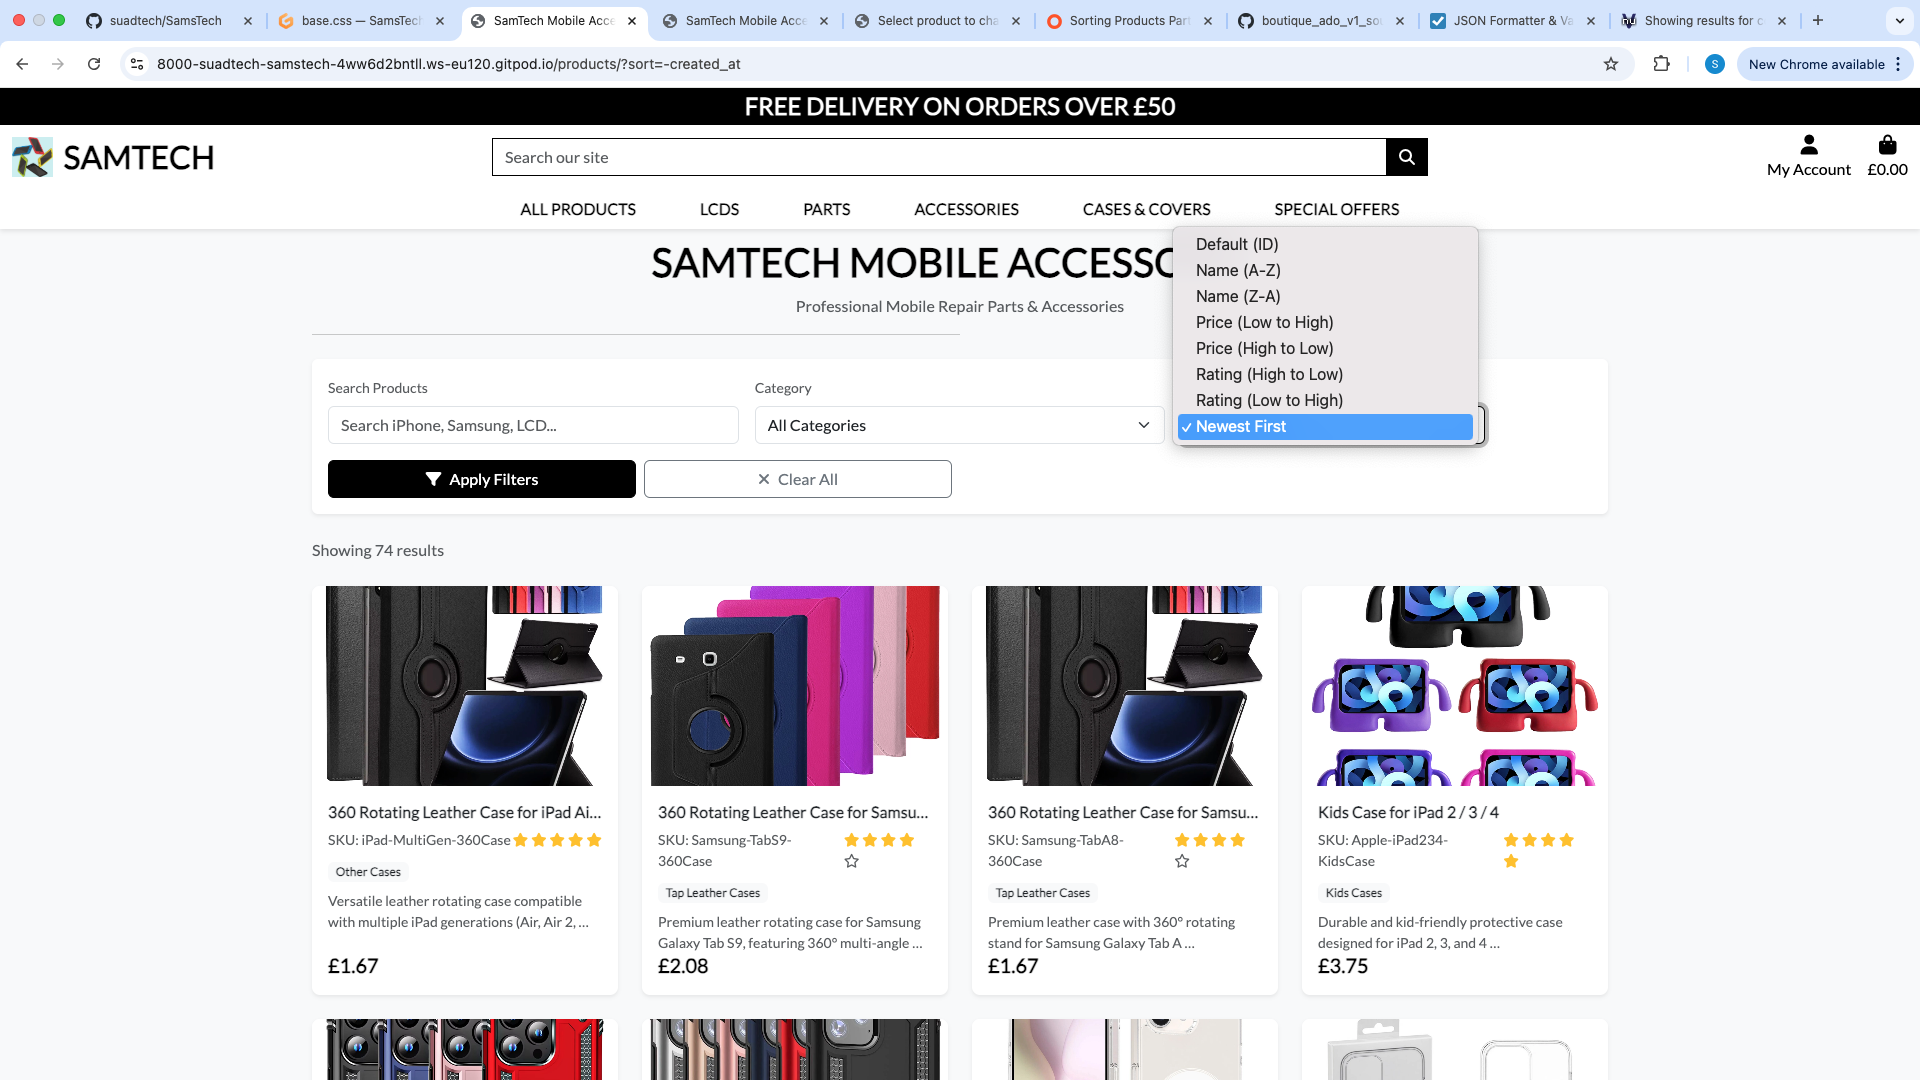 suadtech/SamsTech
base.css — SamsTech
SamTech Mobile Acce
SamTech Mobile Acce
Select product to cha
Sorting Products Part
boutique_ado_v1_sou
JSON Formatter & Va
Showing results for c
8000-suadtech-samstech-4ww6d2bntll.ws-eu120.gitpod.io/products/?sort=-created_at
S
New Chrome available
FREE DELIVERY ON ORDERS OVER £50
SAMTECH
Search our site
My Account
£0.00
ALL PRODUCTS
LCDS
PARTS
ACCESSORIES
CASES & COVERS
SPECIAL OFFERS
SAMTECH MOBILE ACCESSO
Professional Mobile Repair Parts & Accessories
Default (ID)
Name (A-Z)
Name (Z-A)
Price (Low to High)
Price (High to Low)
Rating (High to Low)
Rating (Low to High)
✓ Newest First
Search Products
Search iPhone, Samsung, LCD...
Category
All Categories
Apply Filters
Clear All
Showing 74 results
360 Rotating Leather Case for iPad Ai...
SKU: iPad-MultiGen-360Case
Other Cases
Versatile leather rotating case compatible
with multiple iPad generations (Air, Air 2, ...
£1.67
360 Rotating Leather Case for Samsu...
SKU: Samsung-TabS9-
360Case
Tap Leather Cases
Premium leather rotating case for Samsung
Galaxy Tab S9, featuring 360° multi-angle ...
£2.08
360 Rotating Leather Case for Samsu...
SKU: Samsung-TabA8-
360Case
Tap Leather Cases
Premium leather case with 360° rotating
stand for Samsung Galaxy Tab A ...
£1.67
Kids Case for iPad 2 / 3 / 4
SKU: Apple-iPad234-
KidsCase
Kids Cases
Durable and kid-friendly protective case
designed for iPad 2, 3, and 4 ...
£3.75